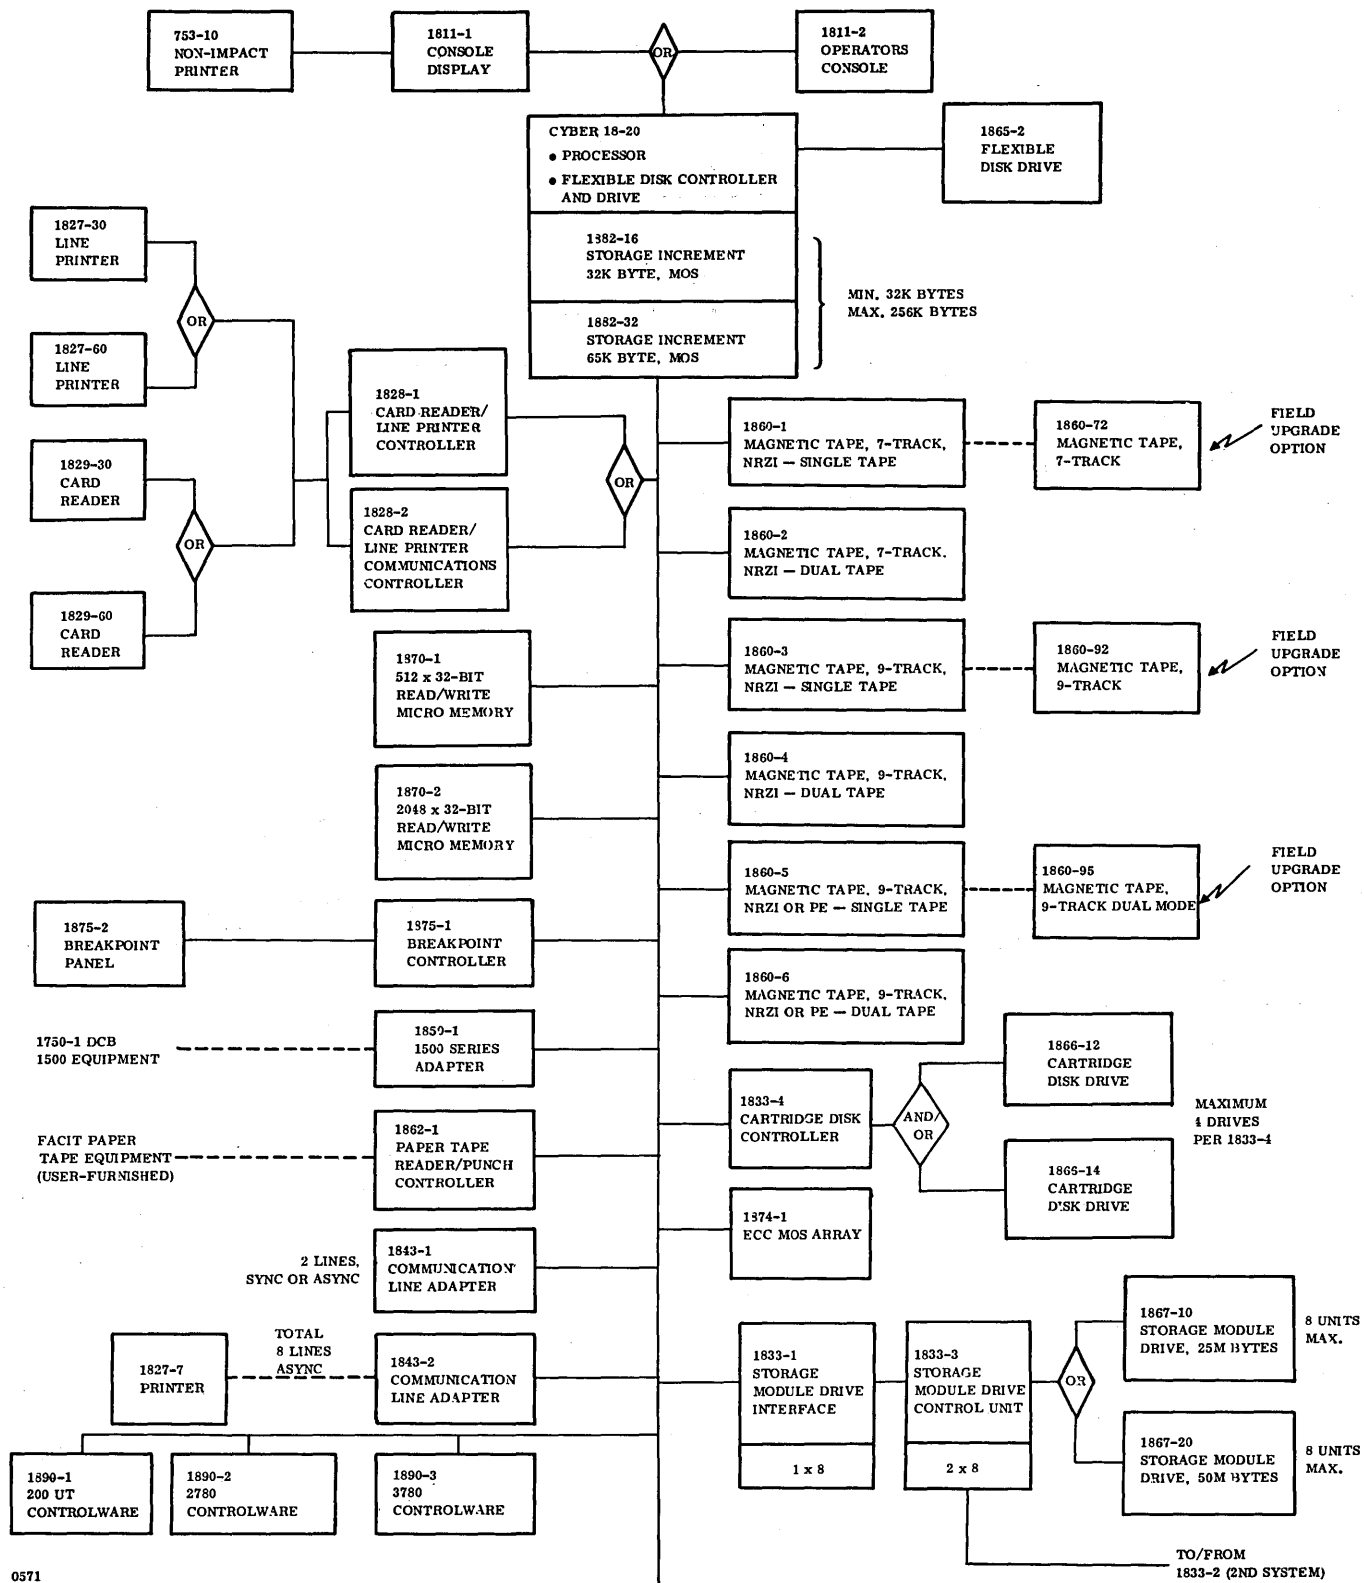 753-10
NON-IMPACT
PRINTER
1811-1
CONSOLE
DISPLAY
OR
1811-2
OPERATORS
CONSOLE
CYBER 18-20
• PROCESSOR
• FLEXIBLE DISK CONTROLLER
AND DRIVE
1865-2
FLEXIBLE
DISK DRIVE
1882-16
STORAGE INCREMENT
32K BYTE, MOS
1882-32
STORAGE INCREMENT
65K BYTE, MOS
MIN. 32K BYTES
MAX. 256K BYTES
1827-30
LINE
PRINTER
OR
1827-60
LINE
PRINTER
1829-30
CARD
READER
OR
1829-60
CARD
READER
1828-1
CARD READER/
LINE PRINTER
CONTROLLER
1828-2
CARD READER/
LINE PRINTER
COMMUNICATIONS
CONTROLLER
OR
1860-1
MAGNETIC TAPE, 7-TRACK,
NRZI — SINGLE TAPE
1860-72
MAGNETIC TAPE,
7-TRACK
FIELD
UPGRADE
OPTION
1860-2
MAGNETIC TAPE, 7-TRACK,
NRZI — DUAL TAPE
1870-1
512 x 32-BIT
READ/WRITE
MICRO MEMORY
1860-3
MAGNETIC TAPE, 9-TRACK,
NRZI — SINGLE TAPE
1860-92
MAGNETIC TAPE,
9-TRACK
FIELD
UPGRADE
OPTION
1870-2
2048 x 32-BIT
READ/WRITE
MICRO MEMORY
1860-4
MAGNETIC TAPE, 9-TRACK,
NRZI — DUAL TAPE
1860-5
MAGNETIC TAPE, 9-TRACK,
NRZI OR PE — SINGLE TAPE
1860-95
MAGNETIC TAPE,
9-TRACK DUAL MODE
FIELD
UPGRADE
OPTION
1875-2
BREAKPOINT
PANEL
1875-1
BREAKPOINT
CONTROLLER
1860-6
MAGNETIC TAPE, 9-TRACK,
NRZI OR PE — DUAL TAPE
1750-1 DCB
1500 EQUIPMENT
1850-1
1500 SERIES
ADAPTER
1833-4
CARTRIDGE DISK
CONTROLLER
AND/
OR
1866-12
CARTRIDGE
DISK DRIVE
1866-14
CARTRIDGE
DISK DRIVE
MAXIMUM
4 DRIVES
PER 1833-4
FACIT PAPER
TAPE EQUIPMENT
(USER-FURNISHED)
1862-1
PAPER TAPE
READER/PUNCH
CONTROLLER
1874-1
ECC MOS ARRAY
2 LINES,
SYNC OR ASYNC
1843-1
COMMUNICATION
LINE ADAPTER
1827-7
PRINTER
TOTAL
8 LINES
ASYNC
1843-2
COMMUNICATION
LINE ADAPTER
1833-1
STORAGE
MODULE DRIVE
INTERFACE
1 x 8
1833-3
STORAGE
MODULE DRIVE
CONTROL UNIT
2 x 8
OR
1867-10
STORAGE MODULE
DRIVE, 25M BYTES
8 UNITS
MAX.
1867-20
STORAGE MODULE
DRIVE, 50M BYTES
8 UNITS
MAX.
1890-1
200 UT
CONTROLWARE
1890-2
2780
CONTROLWARE
1890-3
3780
CONTROLWARE
TO/FROM
1833-2 (2ND SYSTEM)
0571